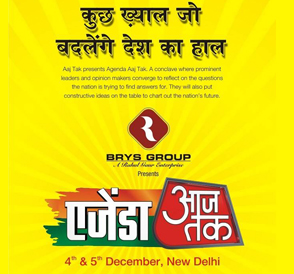 कुछ ख़्याल जो
बदलेंगे देश का हाल
Aaj Tak presents Agenda Aaj Tak. A conclave where prominent
leaders and opinion makers converge to reflect on the questions
the nation is trying to find answers for. They will also put
constructive ideas on the table to chart out the nation's future.
R
BRYS GROUP
A Rahul Gaur Enterprise
Presents
एजेंडा
आज
तक
4th & 5th December, New Delhi